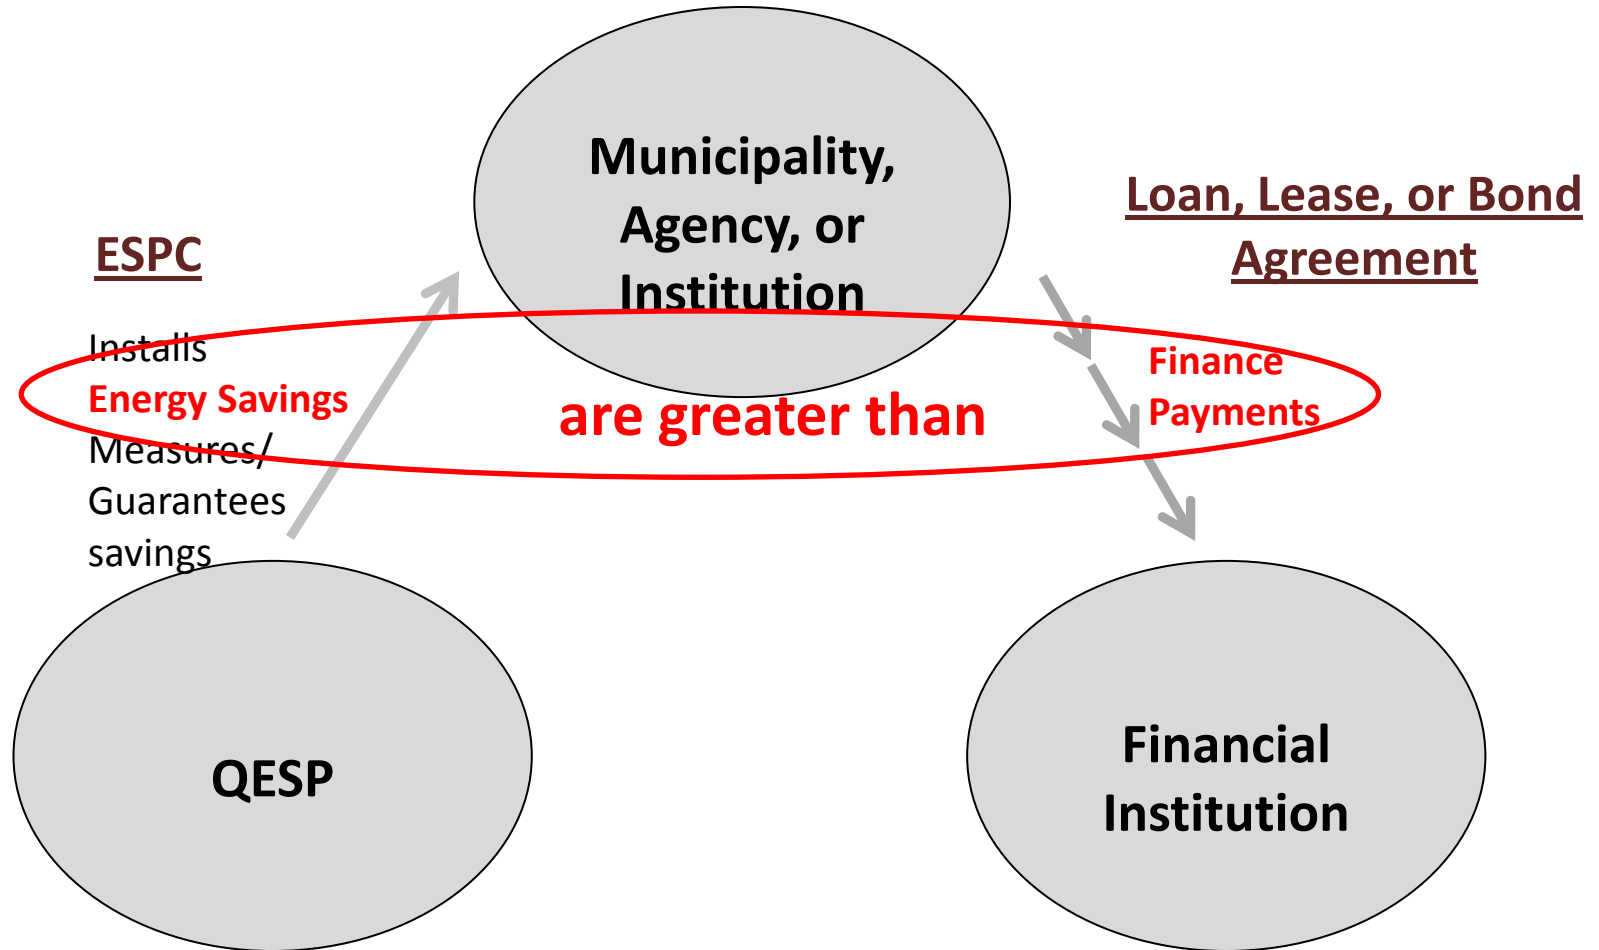 Municipality,
Agency, or
Institution
Loan, Lease, or Bond
Agreement
ESPC
Installs
Energy Savings
Measures/
Guarantees
savings
are greater than
Finance
Payments
QESP
Financial
Institution